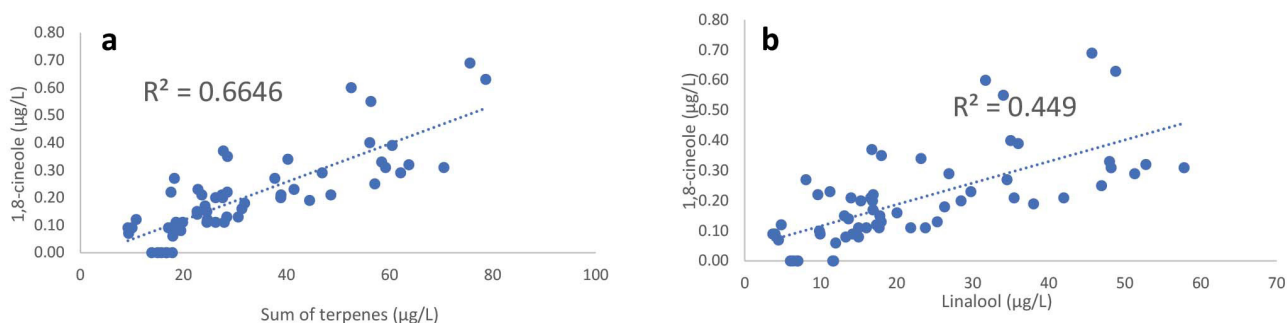 a
R² = 0.6646
1,8-cineole (µg/L)
0.80
0.70
0.60
0.50
0.40
0.30
0.20
0.10
0.00
0 20 40 60 80 100
Sum of terpenes (µg/L)
b
R² = 0.449
1,8-cineole (µg/L)
0.80
0.70
0.60
0.50
0.40
0.30
0.20
0.10
0.00
0 10 20 30 40 50 60 70
Linalool (µg/L)